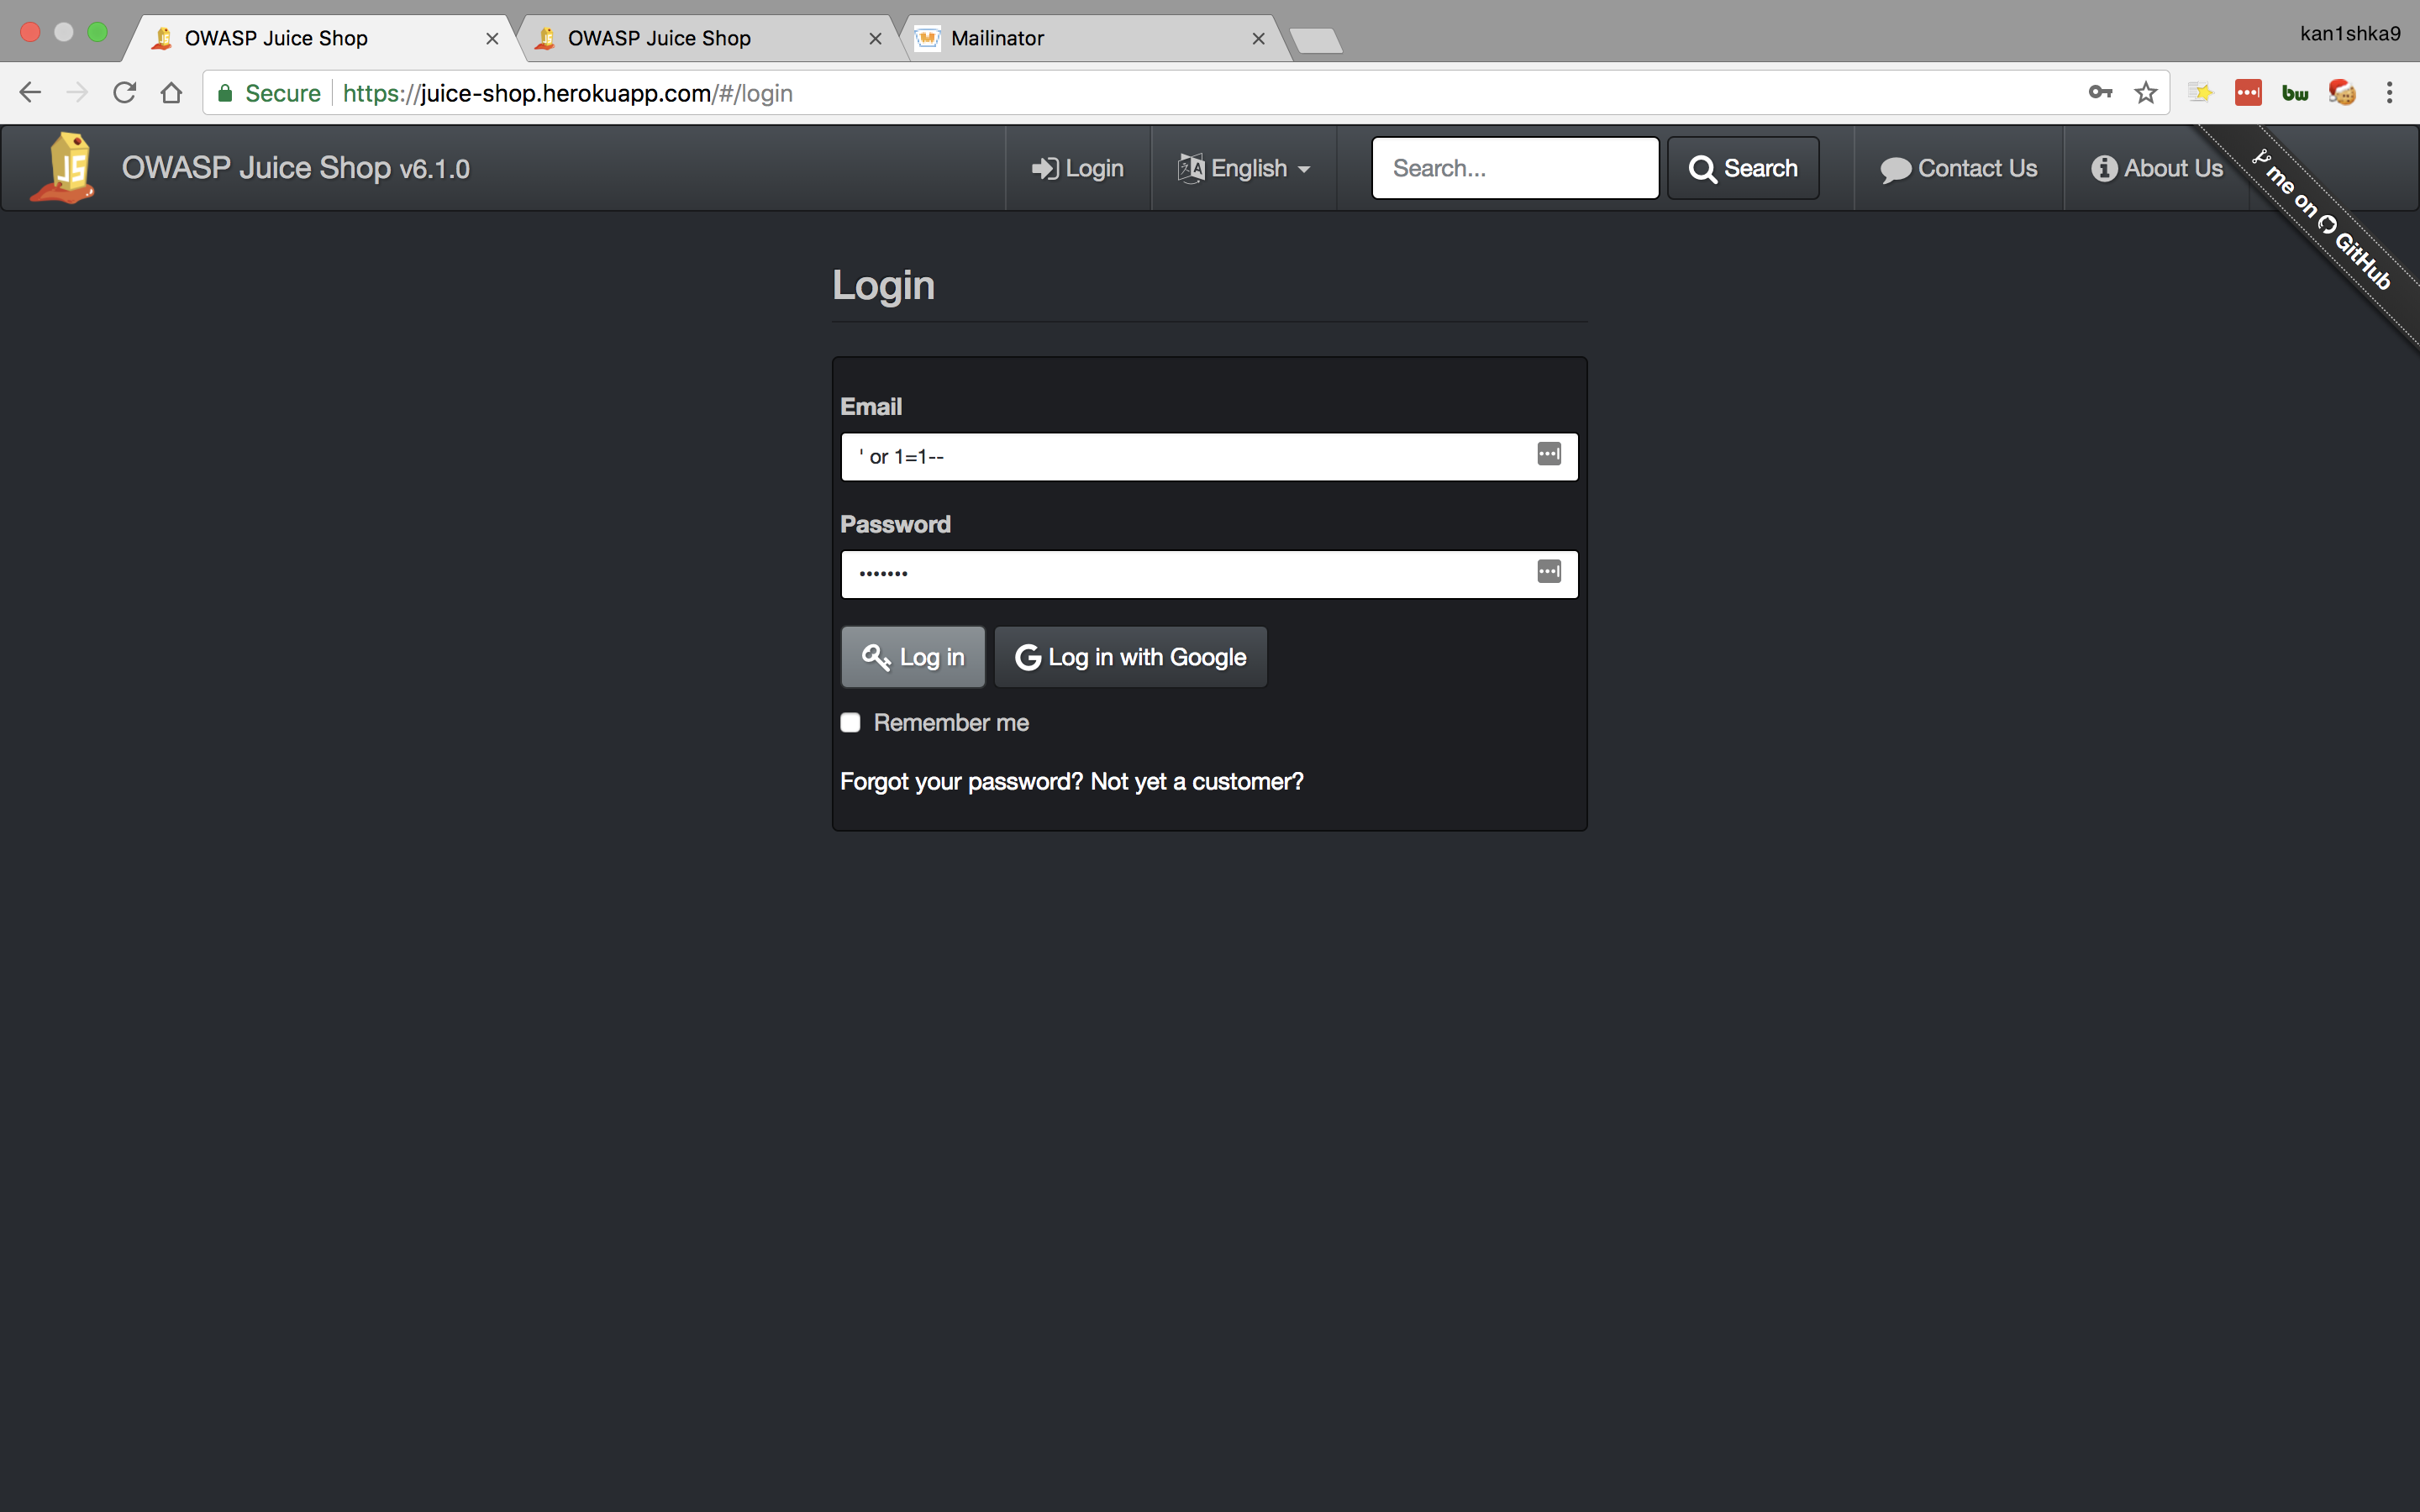 OWASP Juice Shop
OWASP Juice Shop
Mailinator
kan1shka9
Secure https://juice-shop.herokuapp.com/#/login
bw
JS
OWASP Juice Shop v6.1.0
Login
English
Search...
Search
Contact Us
About Us
me on GitHub
Login
Email
' or 1=1--
Password
•••••••
Log in
G Log in with Google
Remember me
Forgot your password? Not yet a customer?